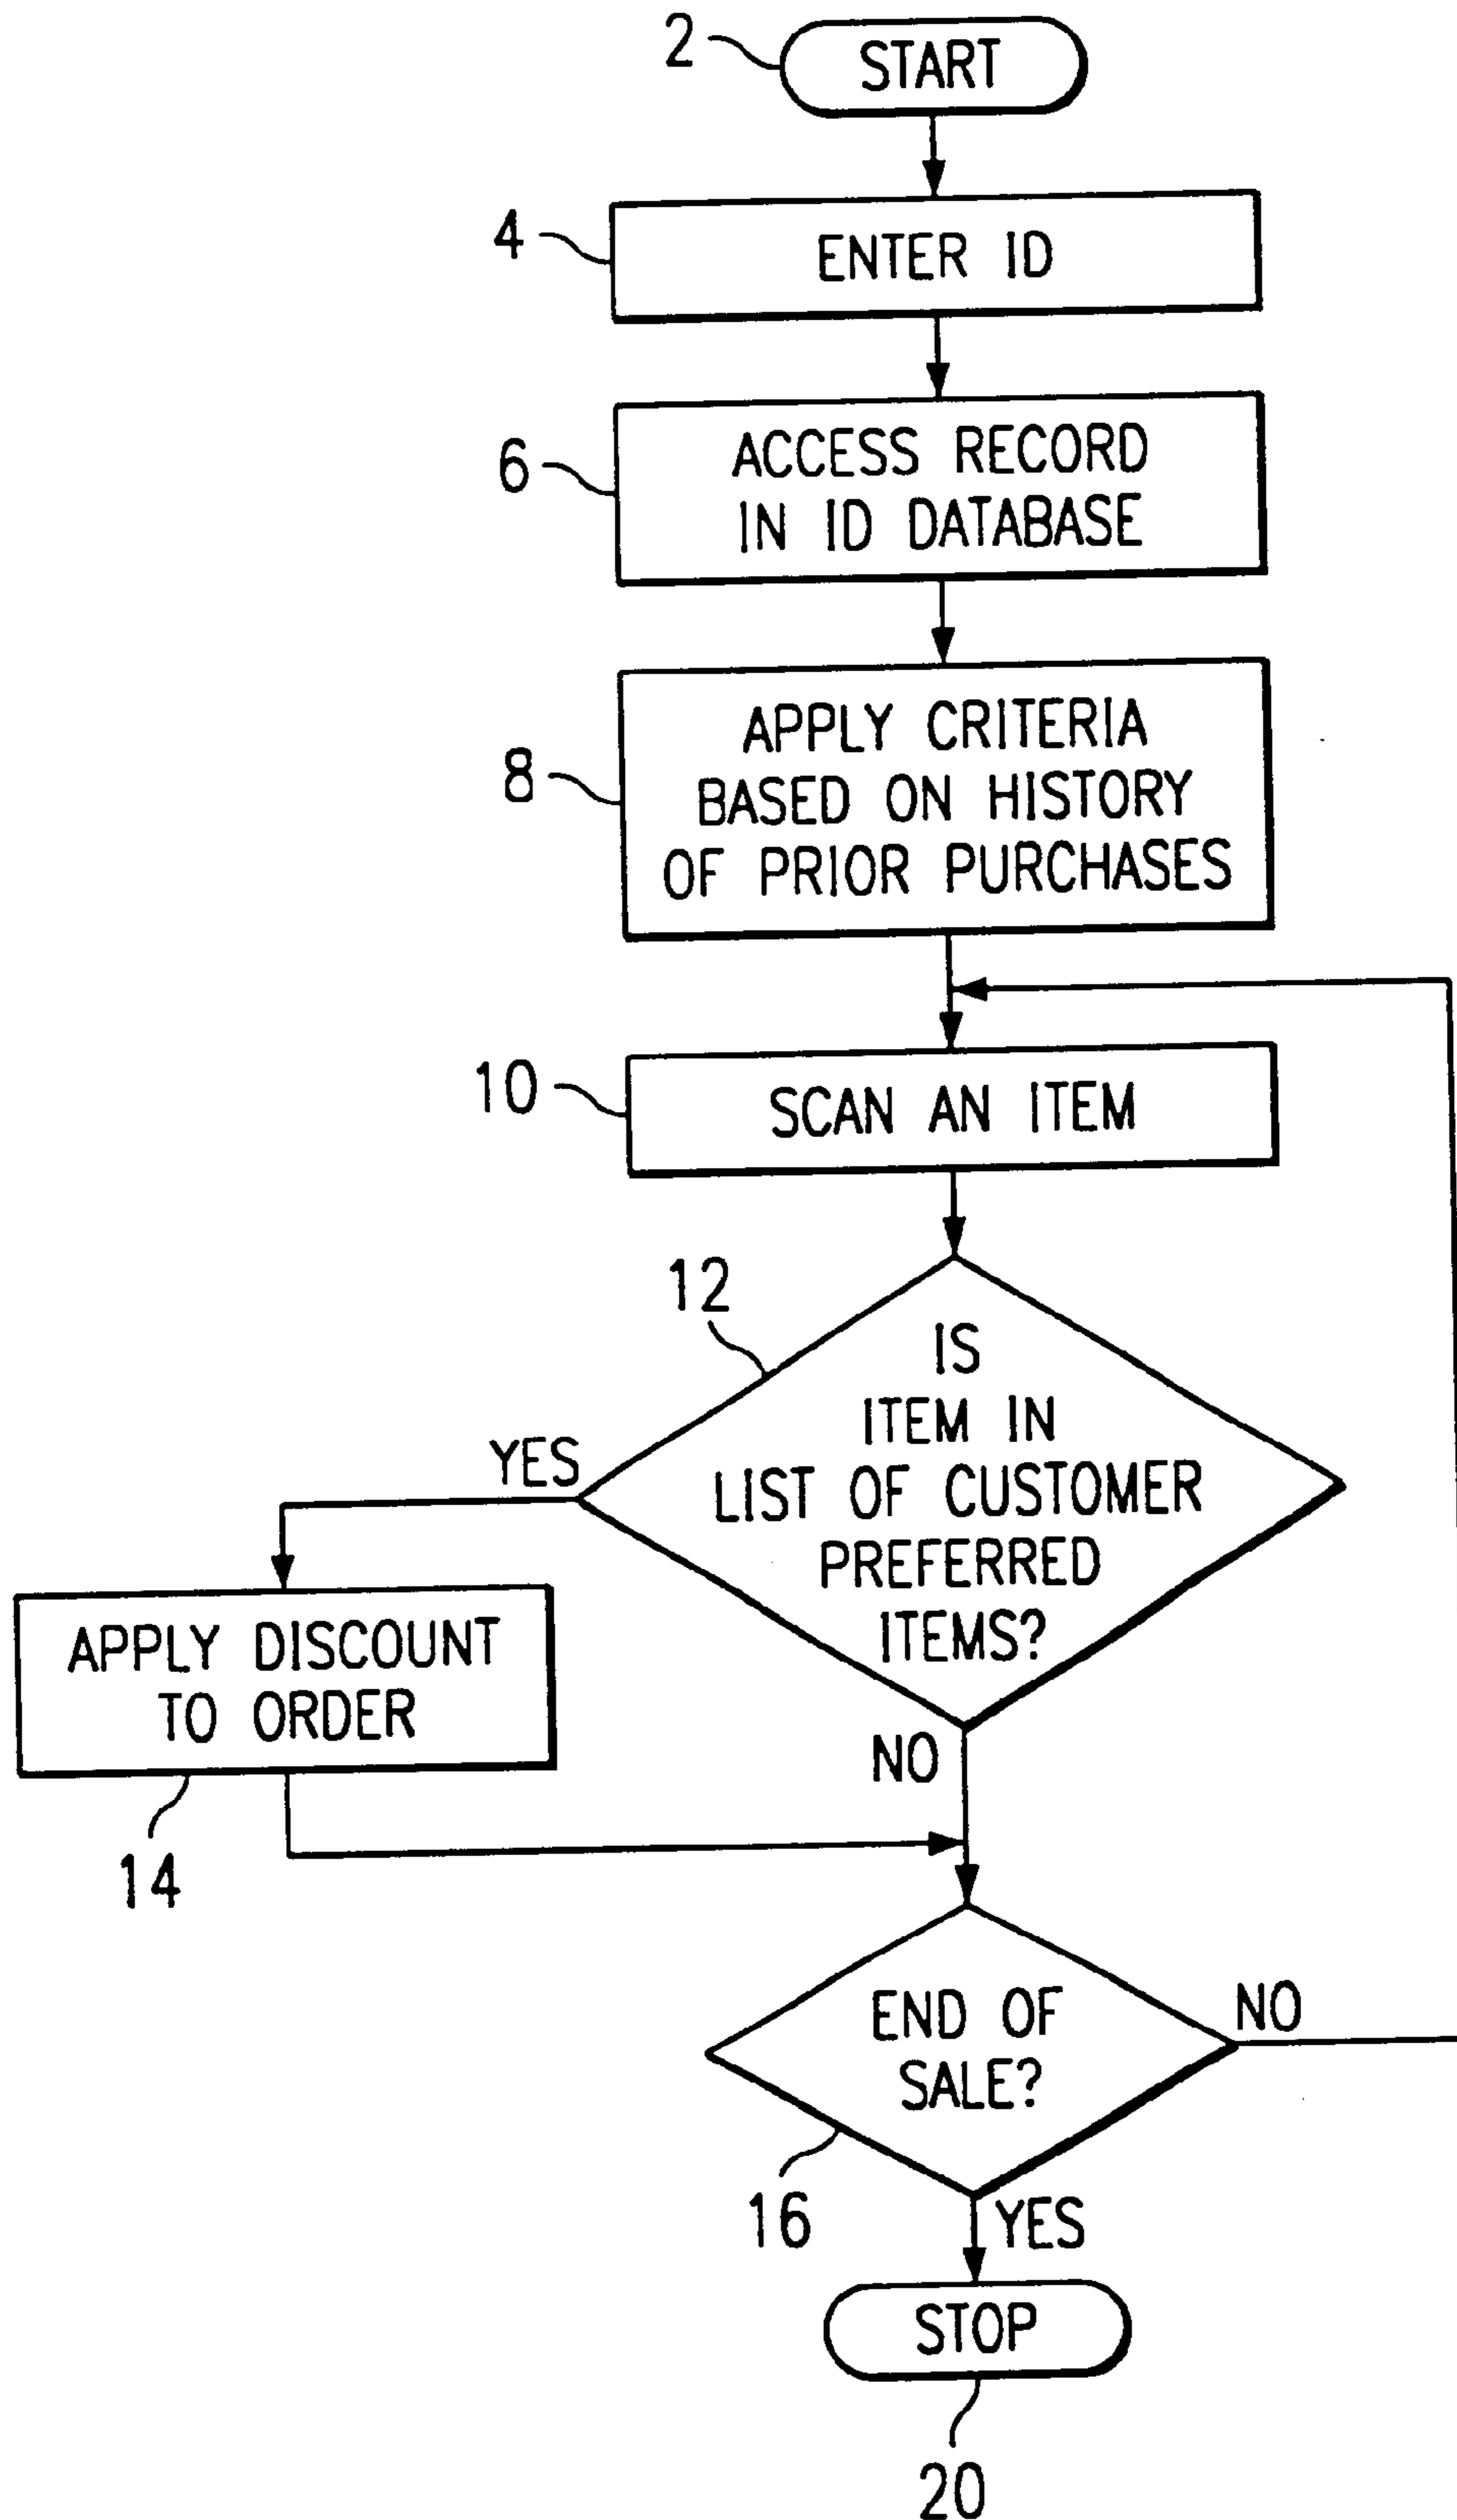 2
START
4
ENTER ID
6
ACCESS RECORD
IN ID DATABASE
8
APPLY CRITERIA
BASED ON HISTORY
OF PRIOR PURCHASES
10
SCAN AN ITEM
12
IS
ITEM IN
LIST OF CUSTOMER
PREFERRED
ITEMS?
YES
APPLY DISCOUNT
TO ORDER
14
NO
END OF
SALE?
NO
16
YES
STOP
20